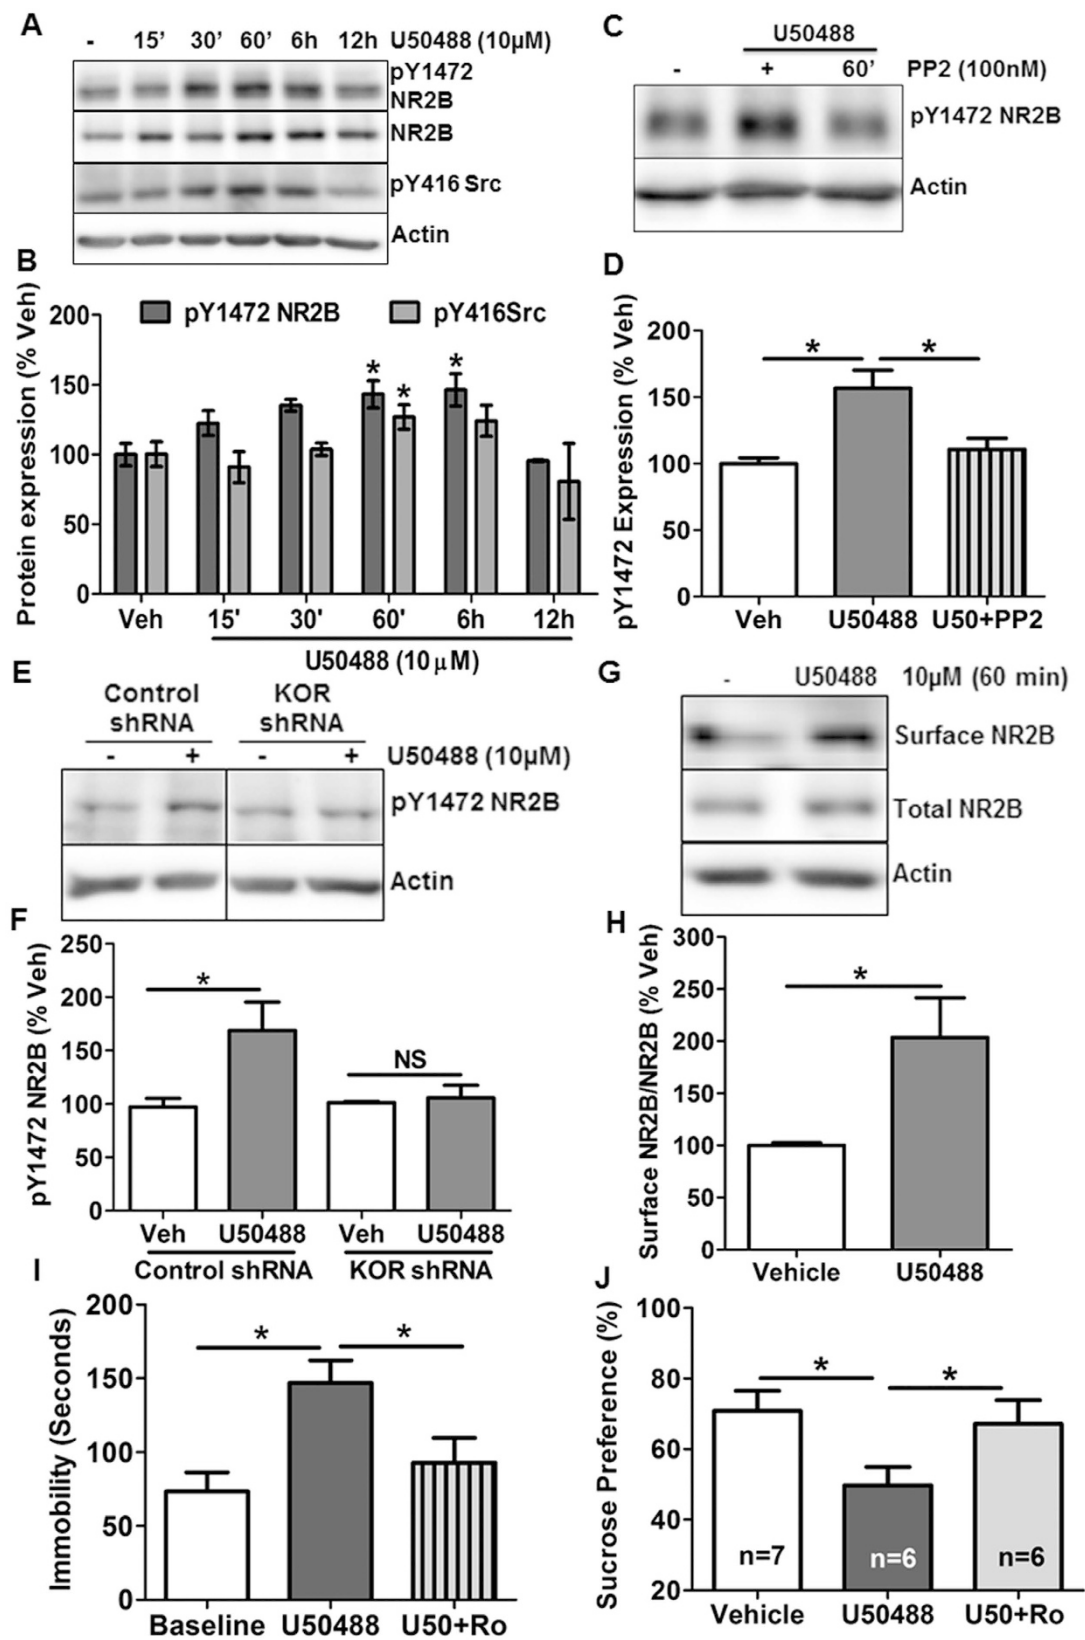 A
- 15’ 30’ 60’ 6h 12h U50488 (10µM)
pY1472
NR2B
NR2B
pY416 Src
Actin
B
pY1472 NR2B pY416Src
Protein expression (% Veh)
200
150
100
50
0
* * *
Veh 15' 30' 60' 6h 12h
U50488 (10 µM)
C
U50488
- + 60’ PP2 (100nM)
pY1472 NR2B
Actin
D
pY1472 Expression (% Veh)
200
150
100
50
0
* *
Veh U50488 U50+PP2
E
Control
shRNA
KOR
shRNA
- + - + U50488 (10µM)
pY1472 NR2B
Actin
F
pY1472 NR2B (% Veh)
250
200
150
100
50
0
* NS
Veh U50488 Veh U50488
Control shRNA KOR shRNA
G
- U50488 10µM (60 min)
Surface NR2B
Total NR2B
Actin
H
Surface NR2B/NR2B (% Veh)
300
250
200
150
100
50
0
*
Vehicle U50488
I
Immobility (Seconds)
200
150
100
50
0
* *
Baseline U50488 U50+Ro
J
Sucrose Preference (%)
100
80
60
40
20
* *
n=7 n=6 n=6
Vehicle U50488 U50+Ro